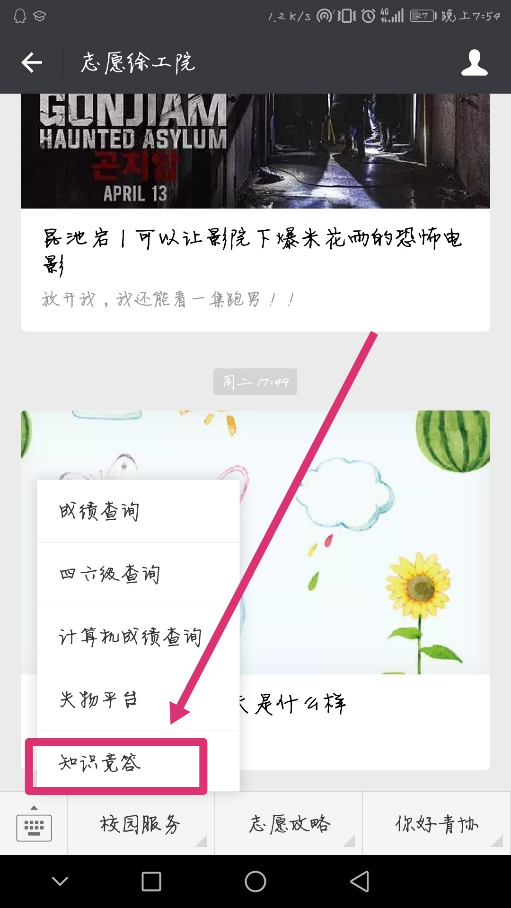 1.2K/s 4G 27 晚上7:54
志愿徐工院
GONJIAM
HAUNTED ASYLUM
곤지암
APRIL 13
昆池岩丨可以让影院下爆米花雨的恐怖电
影
放开我，我还能看一集跑男！！
周二 17:49
成绩查询
四六级查询
计算机成绩查询
失物平台
天是什么样
知识竞答
校园服务
志愿攻略
你好青协